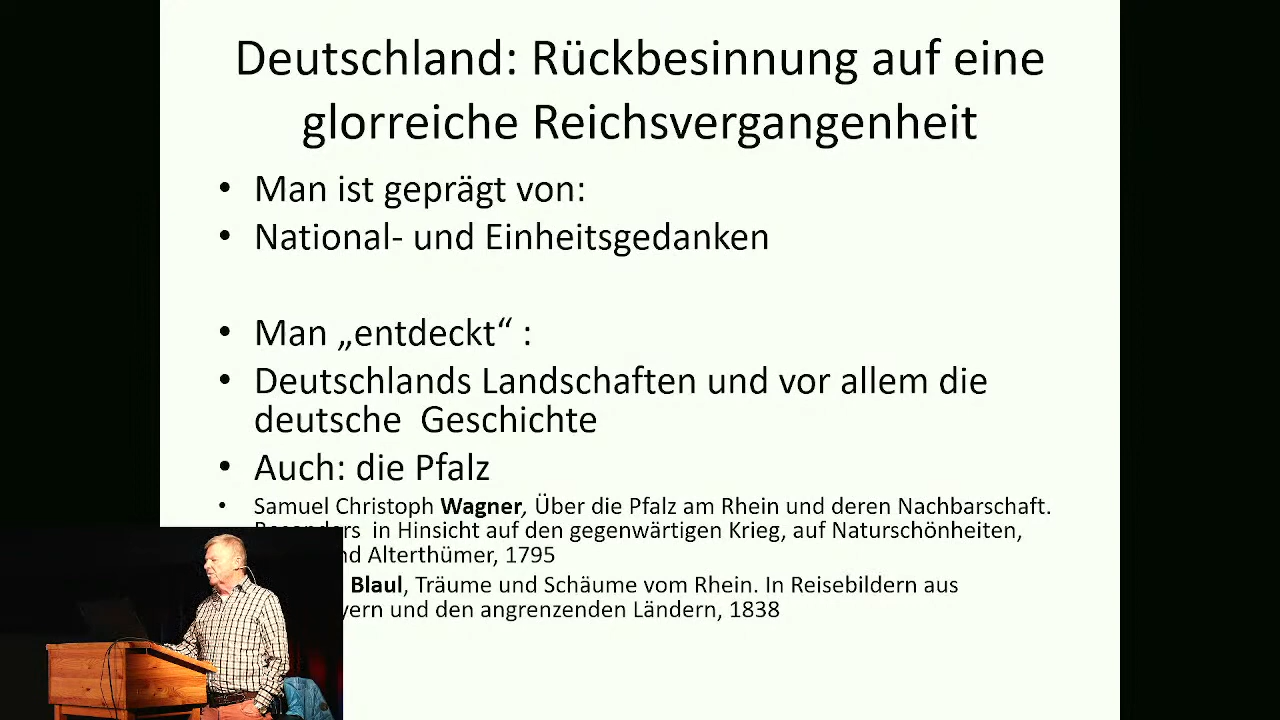 Deutschland: Rückbesinnung auf eine
glorreiche Reichsvergangenheit
• Man ist geprägt von:
• National- und Einheitsgedanken
• Man „entdeckt“ :
• Deutschlands Landschaften und vor allem die
deutsche Geschichte
• Auch: die Pfalz
• Samuel Christoph Wagner, Über die Pfalz am Rhein und deren Nachbarschaft.
in Hinsicht auf den gegenwärtigen Krieg, auf Naturschönheiten,
Alterthümer, 1795
Blaul, Träume und Schäume vom Rhein. In Reisebildern aus
und den angrenzenden Ländern, 1838